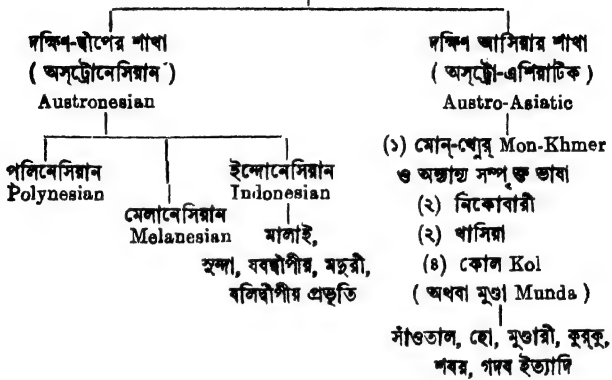 দক্ষিণ-দ্বীপের শাখা
( অস্ট্রোনেসিয়ান )
Austronesian
পলিনেসিয়ান
Polynesian
মেলানেসিয়ান
Melanesian
ইন্দোনেসিয়ান
Indonesian
মালাই,
সুন্দা, যবদ্বীপীয়, মদুরী,
বলিদ্বীপীয় প্রভৃতি
দক্ষিণ আসিয়ার শাখা
( অস্ট্রো-এশিয়াটিক )
Austro-Asiatic
(১) মোন্-খ্মের্ Mon-Khmer
ও অন্যান্য সম্পৃক্ত ভাষা
(২) নিকোবারী
(২) খাসিয়া
(৪) কোল Kol
( অথবা মুণ্ডা Munda )
সাঁওতাল, হো, মুণ্ডারী, কূর্কূ,
শবর, গদব ইত্যাদি